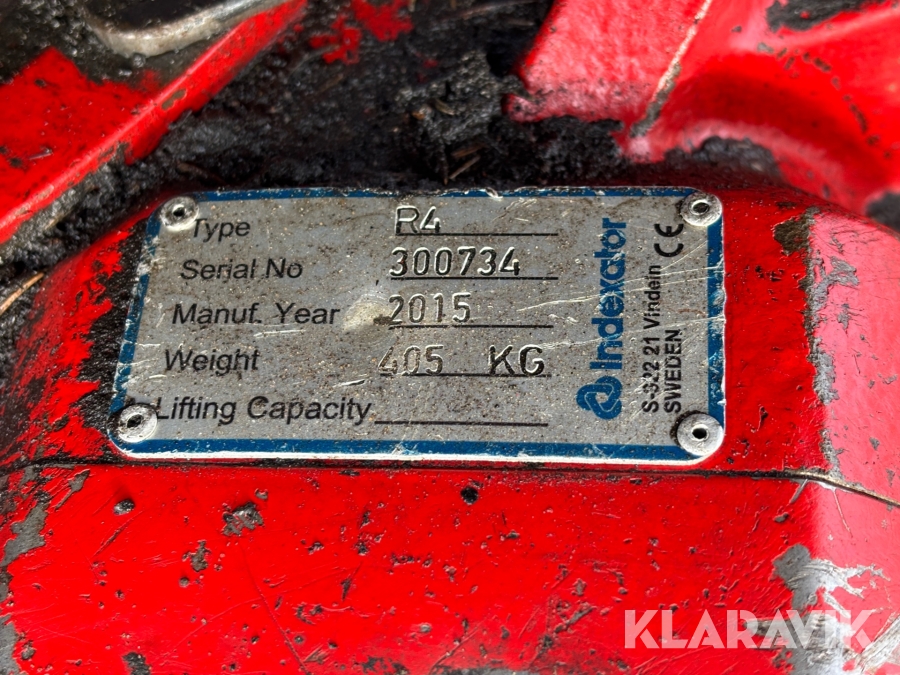 Type R4
Serial No 300734
Manuf. Year 2015
Weight 405 KG
Lifting Capacity
Indexator CE
S-922 21 Vindeln
SWEDEN
KLARAVIK